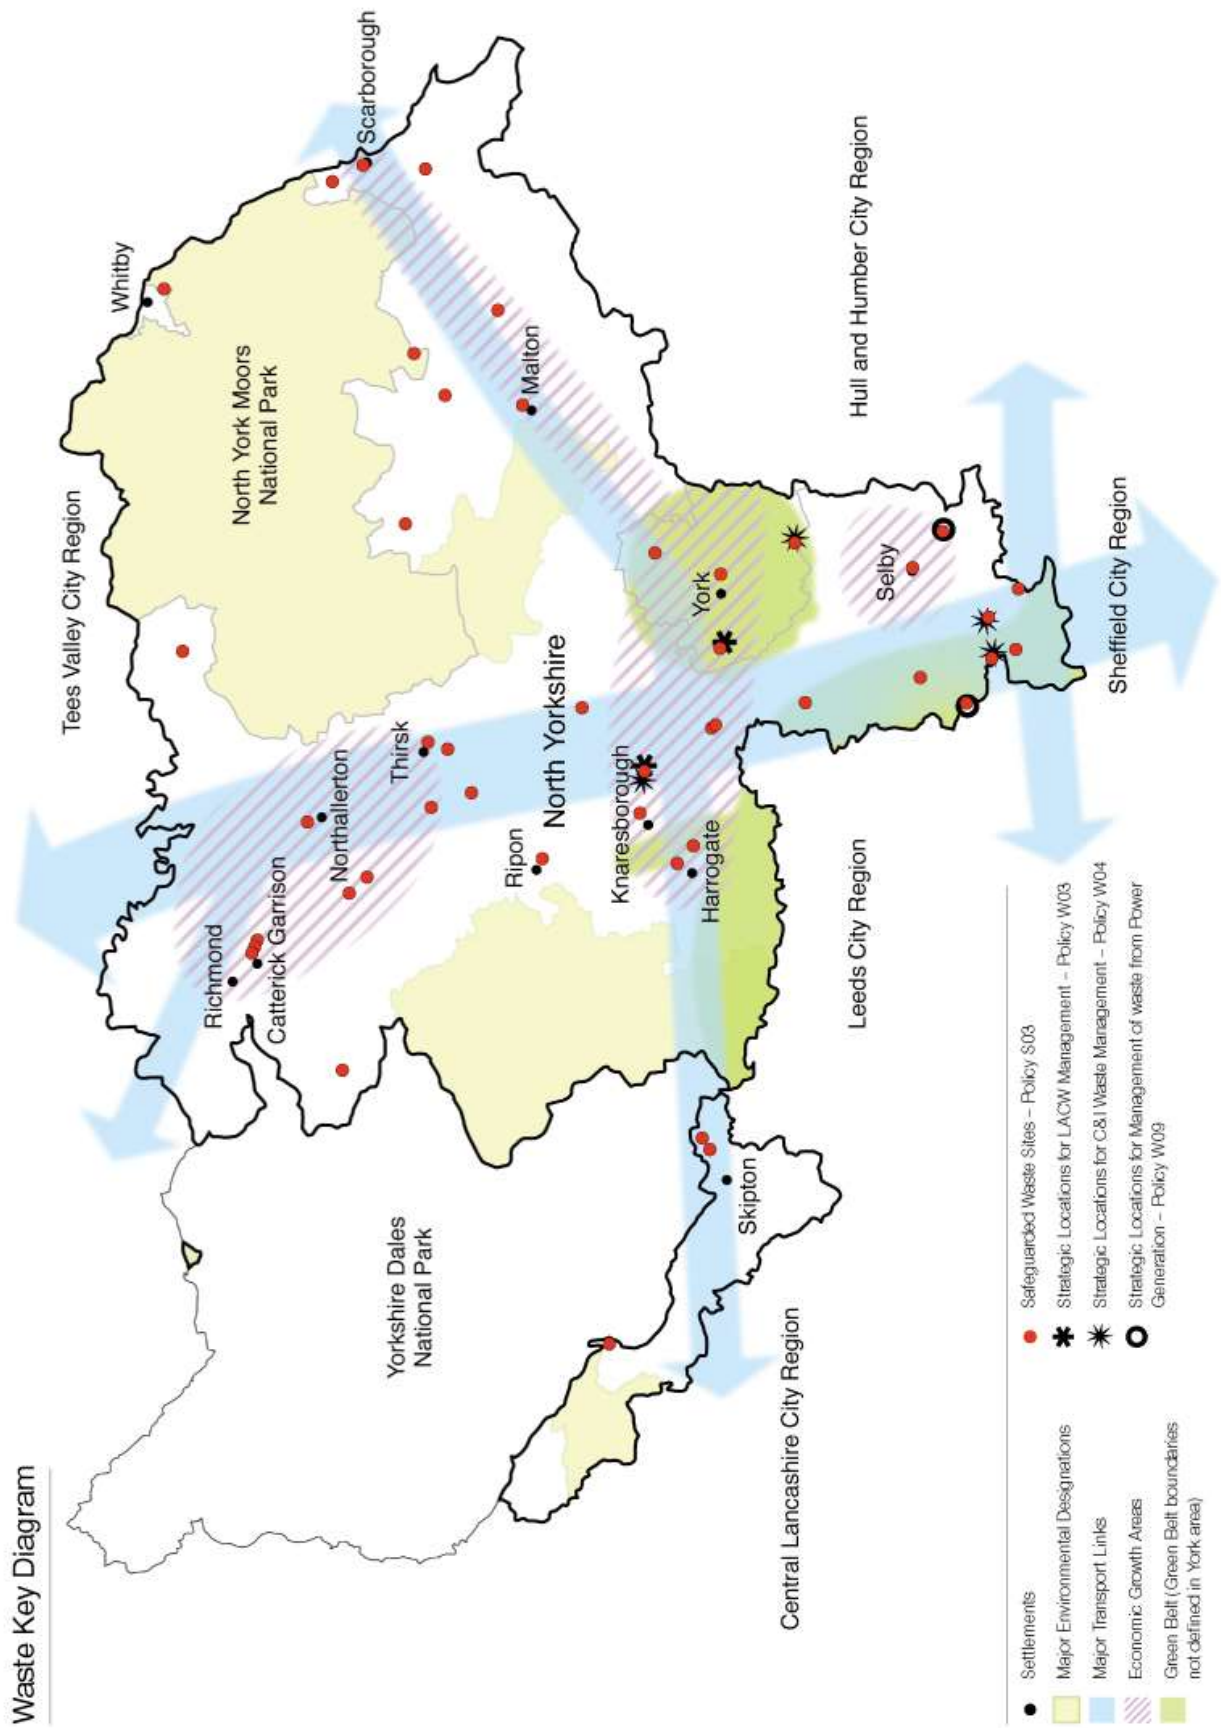 Waste Key Diagram
Tees Valley City Region
Whitby
Scarborough
North York Moors
National Park
Richmond
Catterick Garrison
Northallerton
Thirsk
Yorkshire Dales
National Park
Ripon
North Yorkshire
Malton
Knaresborough
Harrogate
York
Skipton
Central Lancashire City Region
Leeds City Region
Selby
Hull and Humber City Region
Sheffield City Region
Settlements
Major Environmental Designations
Major Transport Links
Economic Growth Areas
Green Belt (Green Belt boundaries
not defined in York area)
Safeguarded Waste Sites – Policy S03
Strategic Locations for LACW Management – Policy W03
Strategic Locations for C&I Waste Management – Policy W04
Strategic Locations for Management of waste from Power
Generation – Policy W09